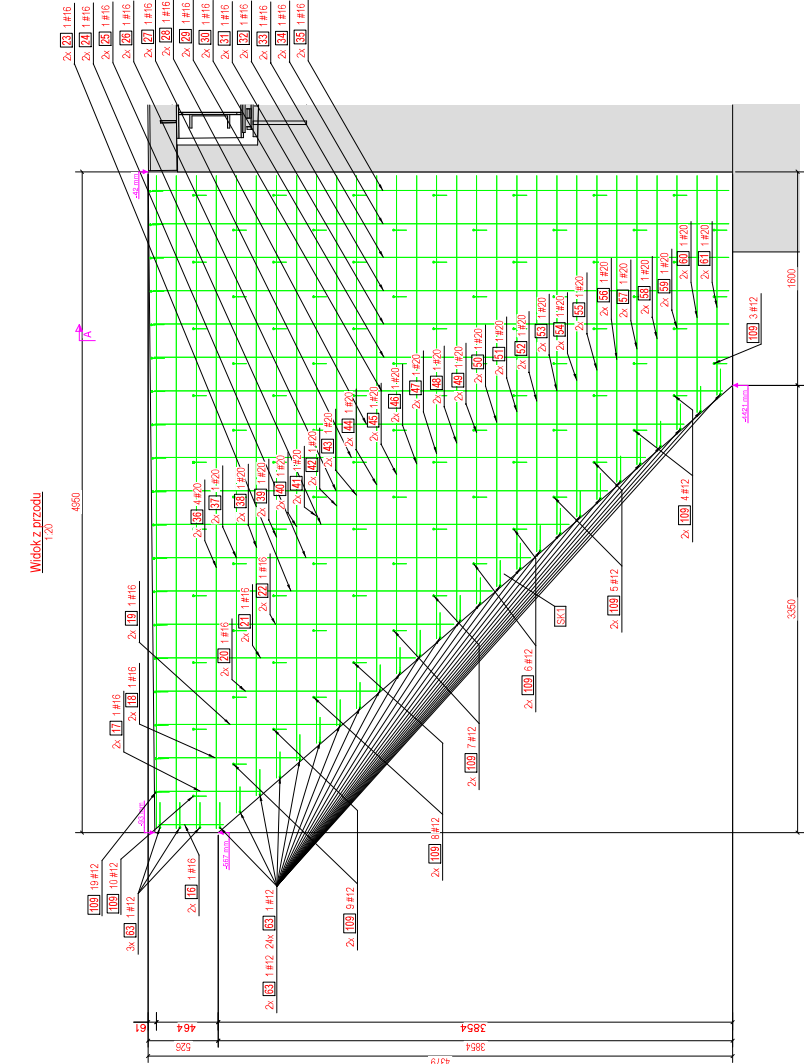 Widok z przodu
1:20
4950
3350
1600
A
-42 mm
-63 mm
-567 mm
-4421 mm
2x 23 1 #16
2x 24 1 #16
2x 25 1 #16
2x 26 1 #16
2x 27 1 #16
2x 28 1 #16
2x 29 1 #16
2x 30 1 #16
2x 31 1 #16
2x 32 1 #16
2x 33 1 #16
2x 34 1 #16
2x 35 1 #16
2x 36 4 #20
2x 37 1 #20
2x 38 1 #20
2x 39 1 #20
2x 40 1 #20
2x 41 1 #20
2x 42 1 #20
2x 43 1 #20
2x 44 1 #20
2x 45 1 #20
2x 46 1 #20
2x 47 1 #20
2x 48 1 #20
2x 49 1 #20
2x 50 1 #20
2x 51 1 #20
2x 52 1 #20
2x 53 1 #20
2x 54 1 #20
2x 55 1 #20
2x 56 1 #20
2x 57 1 #20
2x 58 1 #20
2x 59 1 #20
2x 60 1 #20
2x 61 1 #20
2x 16 1 #16
2x 17 1 #16
2x 18 1 #16
2x 19 1 #16
2x 20 1 #16
2x 21 1 #16
2x 22 1 #16
109 19 #12
109 10 #12
3x 63 1 #12
2x 63 1 #12 24x 63 1 #12
2x 109 9 #12
2x 109 8 #12
2x 109 7 #12
2x 109 6 #12
2x 109 5 #12
2x 109 4 #12
109 3 #12
SK1
61
464
3854
526
3854
4379